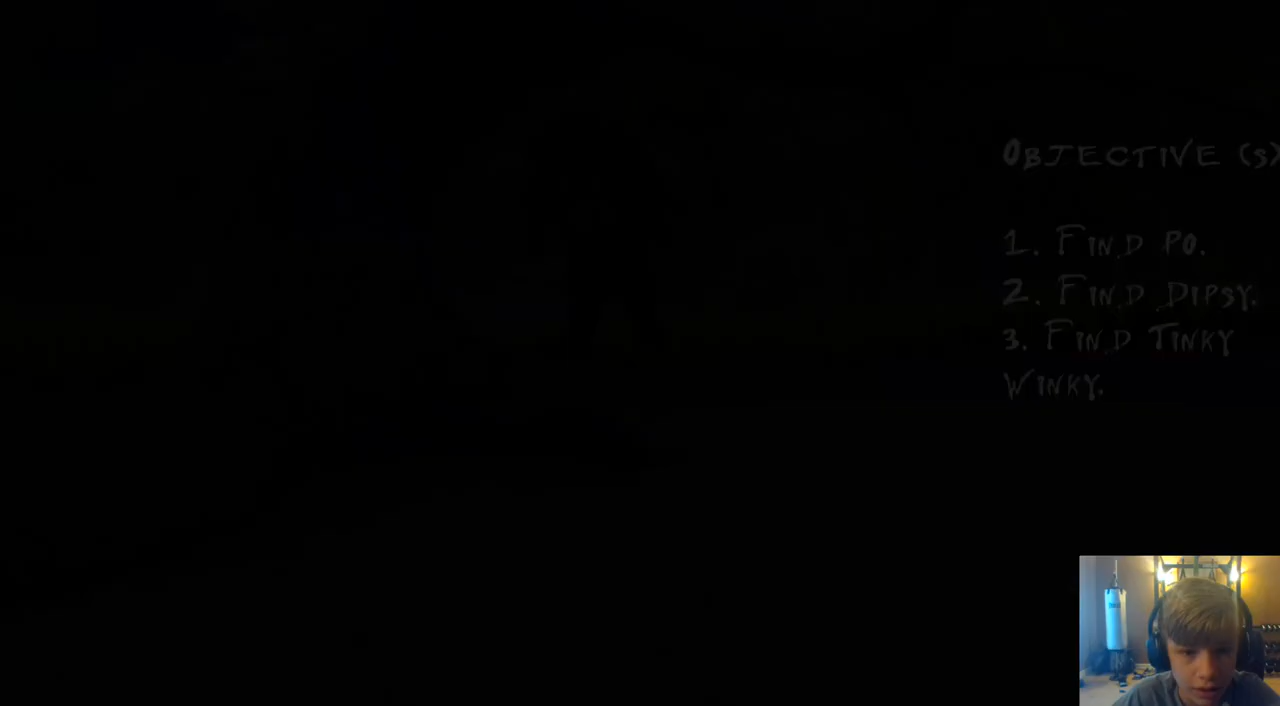 OBJECTIVE (S)
1. FIND PO.
2. FIND DIPSY.
3. FIND TINKY
WINKY.